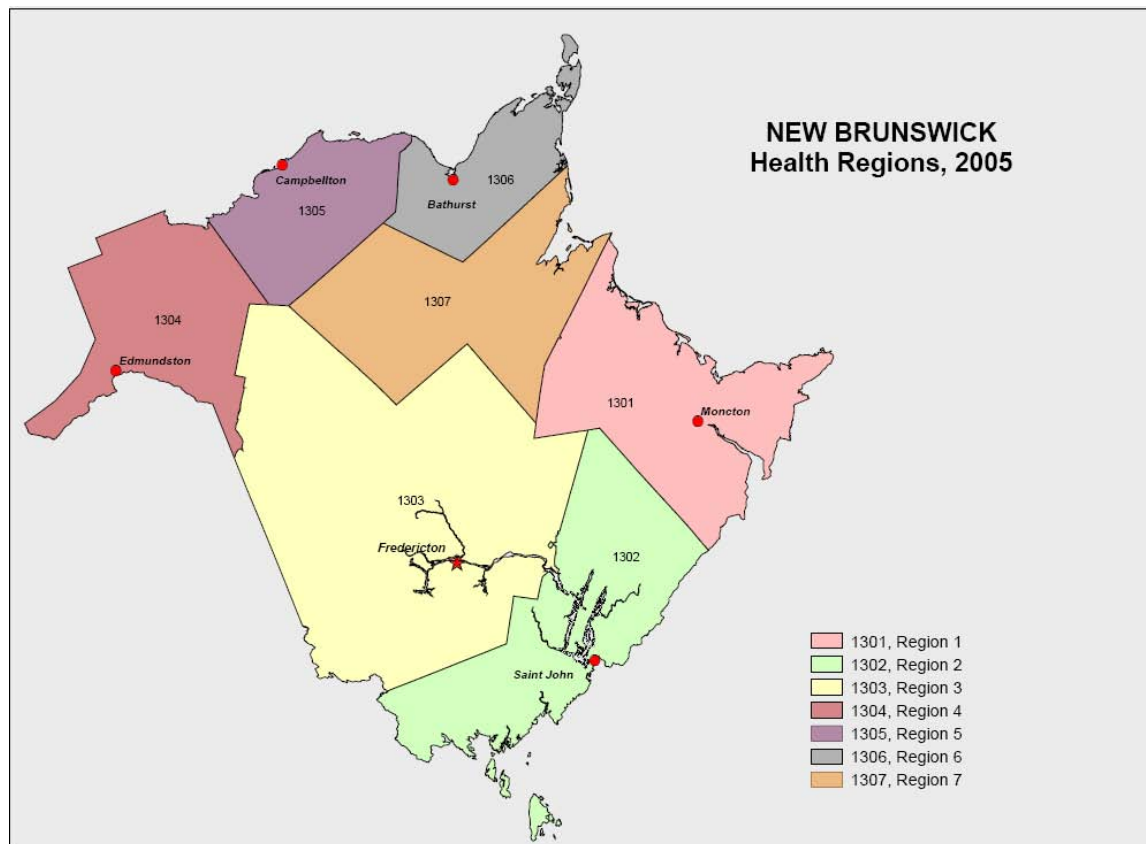 NEW BRUNSWICK
Health Regions, 2005
Campbellton
1306
Bathurst
1305
1307
1304
Edmundston
1301
Moncton
1303
Fredericton
1302
Saint John
1301, Region 1
1302, Region 2
1303, Region 3
1304, Region 4
1305, Region 5
1306, Region 6
1307, Region 7